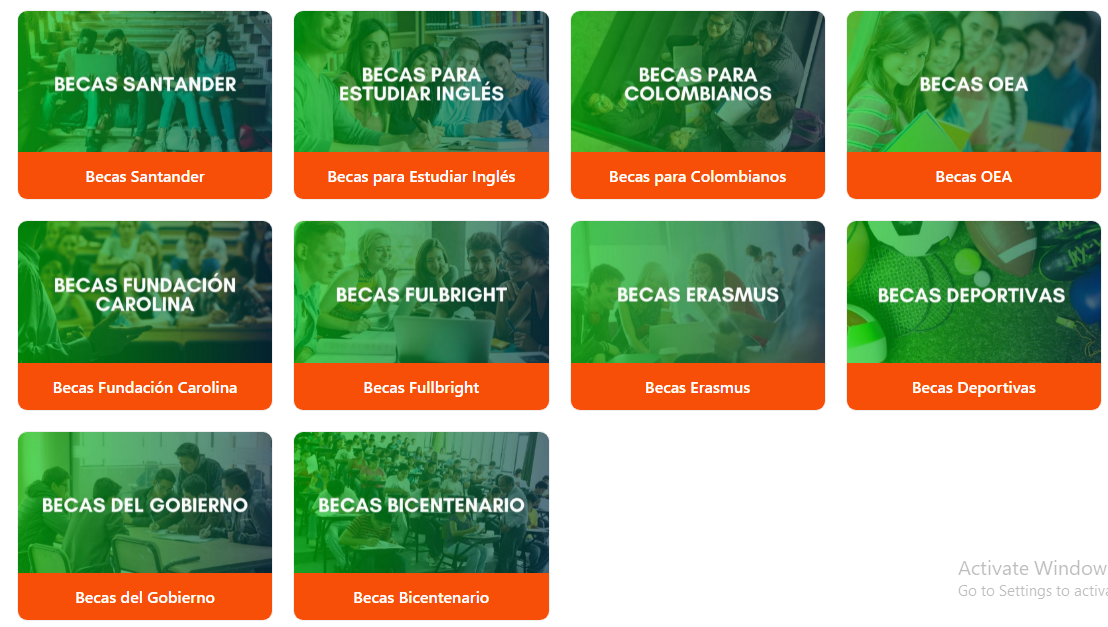 BECAS SANTANDER
Becas Santander
BECAS PARA
ESTUDIAR INGLÉS
Becas para Estudiar Inglés
BECAS PARA
COLOMBIANOS
Becas para Colombianos
BECAS OEA
Becas OEA
BECAS FUNDACIÓN
CAROLINA
Becas Fundación Carolina
BECAS FULBRIGHT
Becas Fullbright
BECAS ERASMUS
Becas Erasmus
BECAS DEPORTIVAS
Becas Deportivas
BECAS DEL GOBIERNO
Becas del Gobierno
BECAS BICENTENARIO
Becas Bicentenario
Activate Window
Go to Settings to activa